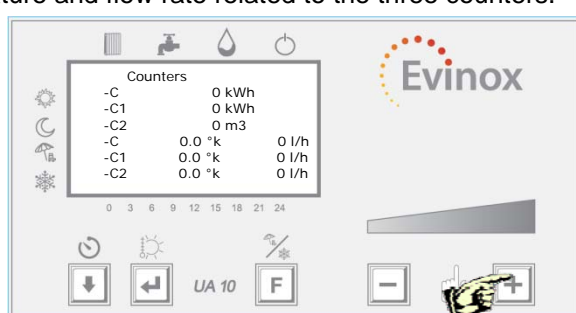 ture and flow rate related to the three counters.
Evinox
Counters
-C 0 kWh
-C1 0 kWh
-C2 0 m3
-C 0.0 °k 0 l/h
-C1 0.0 °k 0 l/h
-C2 0.0 °k 0 l/h
0 3 6 9 12 15 18 21 24
UA 10 F